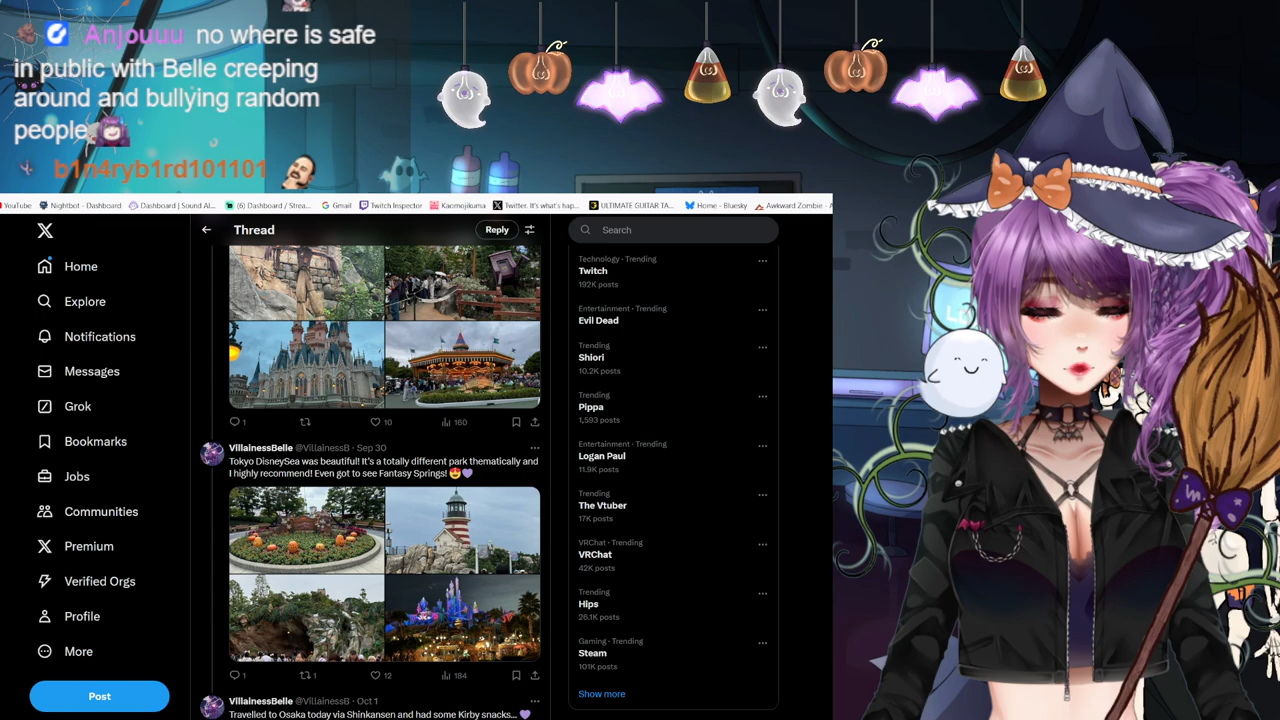 Anjouuu no where is safe
in public with Belle creeping
around and bullying random
people
b1n4ryb1rd101101
YouTube
Nightbot - Dashboard
Dashboard | Sound Al...
(6) Dashboard / Strea...
Gmail
Twitch Inspector
Kaomojikuma
Twitter. It's what's hap...
ULTIMATE GUITAR TA...
Home - Bluesky
Awkward Zombie - A
Home
Explore
Notifications
Messages
Grok
Bookmarks
Jobs
Communities
Premium
Verified Orgs
Profile
More
Post
Thread
Reply
1
10
160
VillainessBelle @VillainessB · Sep 30
Tokyo DisneySea was beautiful! It's a totally different park thematically and
I highly recommend! Even got to see Fantasy Springs! 😍💜
1
1
12
184
VillainessBelle @VillainessB · Oct 1
Travelled to Osaka today via Shinkansen and had some Kirby snacks... 💜
Search
Technology · Trending
Twitch
192K posts
Entertainment · Trending
Evil Dead
Trending
Shiori
10.2K posts
Trending
Pippa
1,593 posts
Entertainment · Trending
Logan Paul
11.9K posts
Trending
The Vtuber
17K posts
VRChat · Trending
VRChat
42K posts
Trending
Hips
26.1K posts
Gaming · Trending
Steam
101K posts
Show more